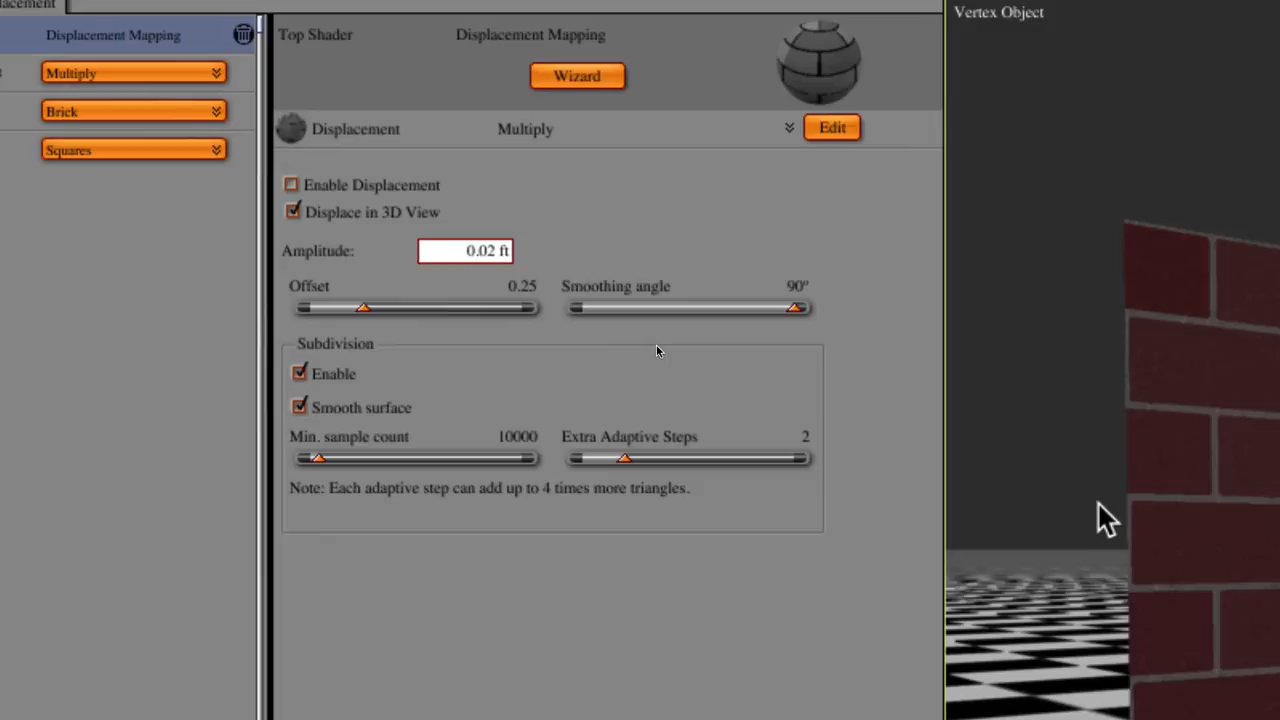 Displacement Mapping
Multiply
Brick
Squares
Top Shader
Displacement Mapping
Wizard
Displacement
Multiply
Edit
Enable Displacement
Displace in 3D View
Amplitude:
0.02 ft
Offset
0.25
Smoothing angle
90°
Subdivision
Enable
Smooth surface
Min. sample count
10000
Extra Adaptive Steps
2
Note: Each adaptive step can add up to 4 times more triangles.
Vertex Object